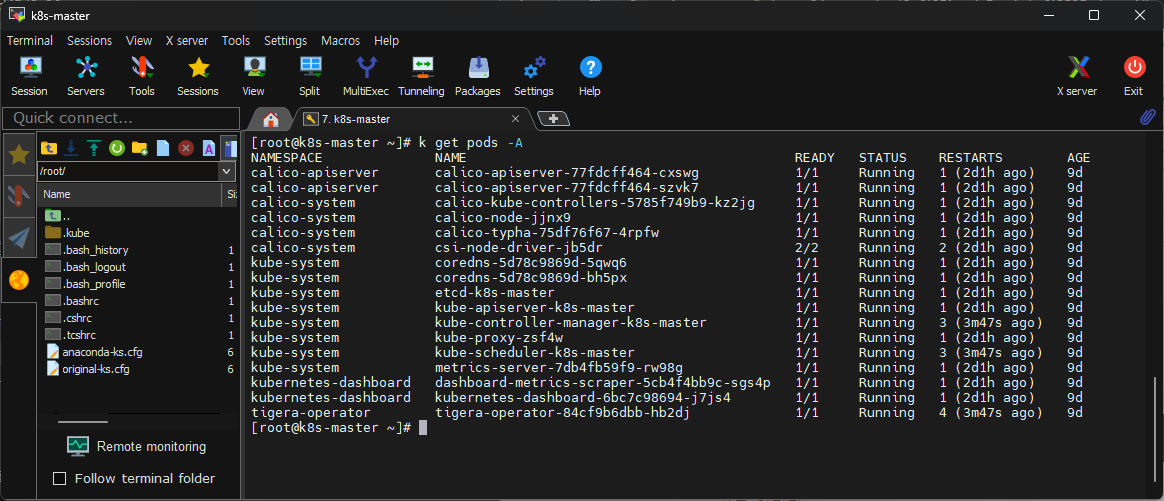 k8s-master
Terminal Sessions View X server Tools Settings Macros Help
Session Servers Tools Sessions View Split MultiExec Tunneling Packages Settings Help X server Exit
Quick connect...
7. k8s-master
/root/
Name
Si
..
.kube
.bash_history 1
.bash_logout 1
.bash_profile 1
.bashrc 1
.cshrc 1
.tcshrc 1
anaconda-ks.cfg 6
original-ks.cfg 6
Remote monitoring
Follow terminal folder
[root@k8s-master ~]# k get pods -A
NAMESPACE NAME READY STATUS RESTARTS AGE
calico-apiserver calico-apiserver-77fdcff464-cxswg 1/1 Running 1 (2d1h ago) 9d
calico-apiserver calico-apiserver-77fdcff464-szvk7 1/1 Running 1 (2d1h ago) 9d
calico-system calico-kube-controllers-5785f749b9-kz2jg 1/1 Running 1 (2d1h ago) 9d
calico-system calico-node-jjnx9 1/1 Running 1 (2d1h ago) 9d
calico-system calico-typha-75df76f67-4rpfw 1/1 Running 1 (2d1h ago) 9d
calico-system csi-node-driver-jb5dr 2/2 Running 2 (2d1h ago) 9d
kube-system coredns-5d78c9869d-5qwq6 1/1 Running 1 (2d1h ago) 9d
kube-system coredns-5d78c9869d-bh5px 1/1 Running 1 (2d1h ago) 9d
kube-system etcd-k8s-master 1/1 Running 1 (2d1h ago) 9d
kube-system kube-apiserver-k8s-master 1/1 Running 1 (2d1h ago) 9d
kube-system kube-controller-manager-k8s-master 1/1 Running 3 (3m47s ago) 9d
kube-system kube-proxy-zsf4w 1/1 Running 1 (2d1h ago) 9d
kube-system kube-scheduler-k8s-master 1/1 Running 3 (3m47s ago) 9d
kube-system metrics-server-7db4fb59f9-rw98g 1/1 Running 1 (2d1h ago) 9d
kubernetes-dashboard dashboard-metrics-scraper-5cb4f4bb9c-sgs4p 1/1 Running 1 (2d1h ago) 9d
kubernetes-dashboard kubernetes-dashboard-6bc7c98694-j7js4 1/1 Running 1 (2d1h ago) 9d
tigera-operator tigera-operator-84cf9b6dbb-hb2dj 1/1 Running 4 (3m47s ago) 9d
[root@k8s-master ~]#